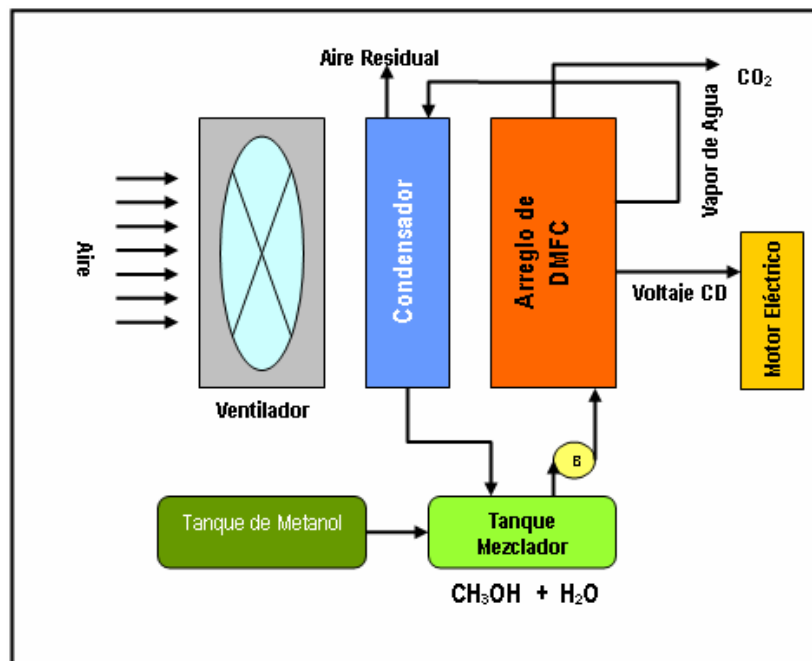 Aire Residual
CO₂
Vapor de Agua
Aire
Condensador
Arreglo de
DMFC
Voltaje CD
Motor Eléctrico
Ventilador
B
Tanque de Metanol
Tanque
Mezclador
CH₃OH + H₂O